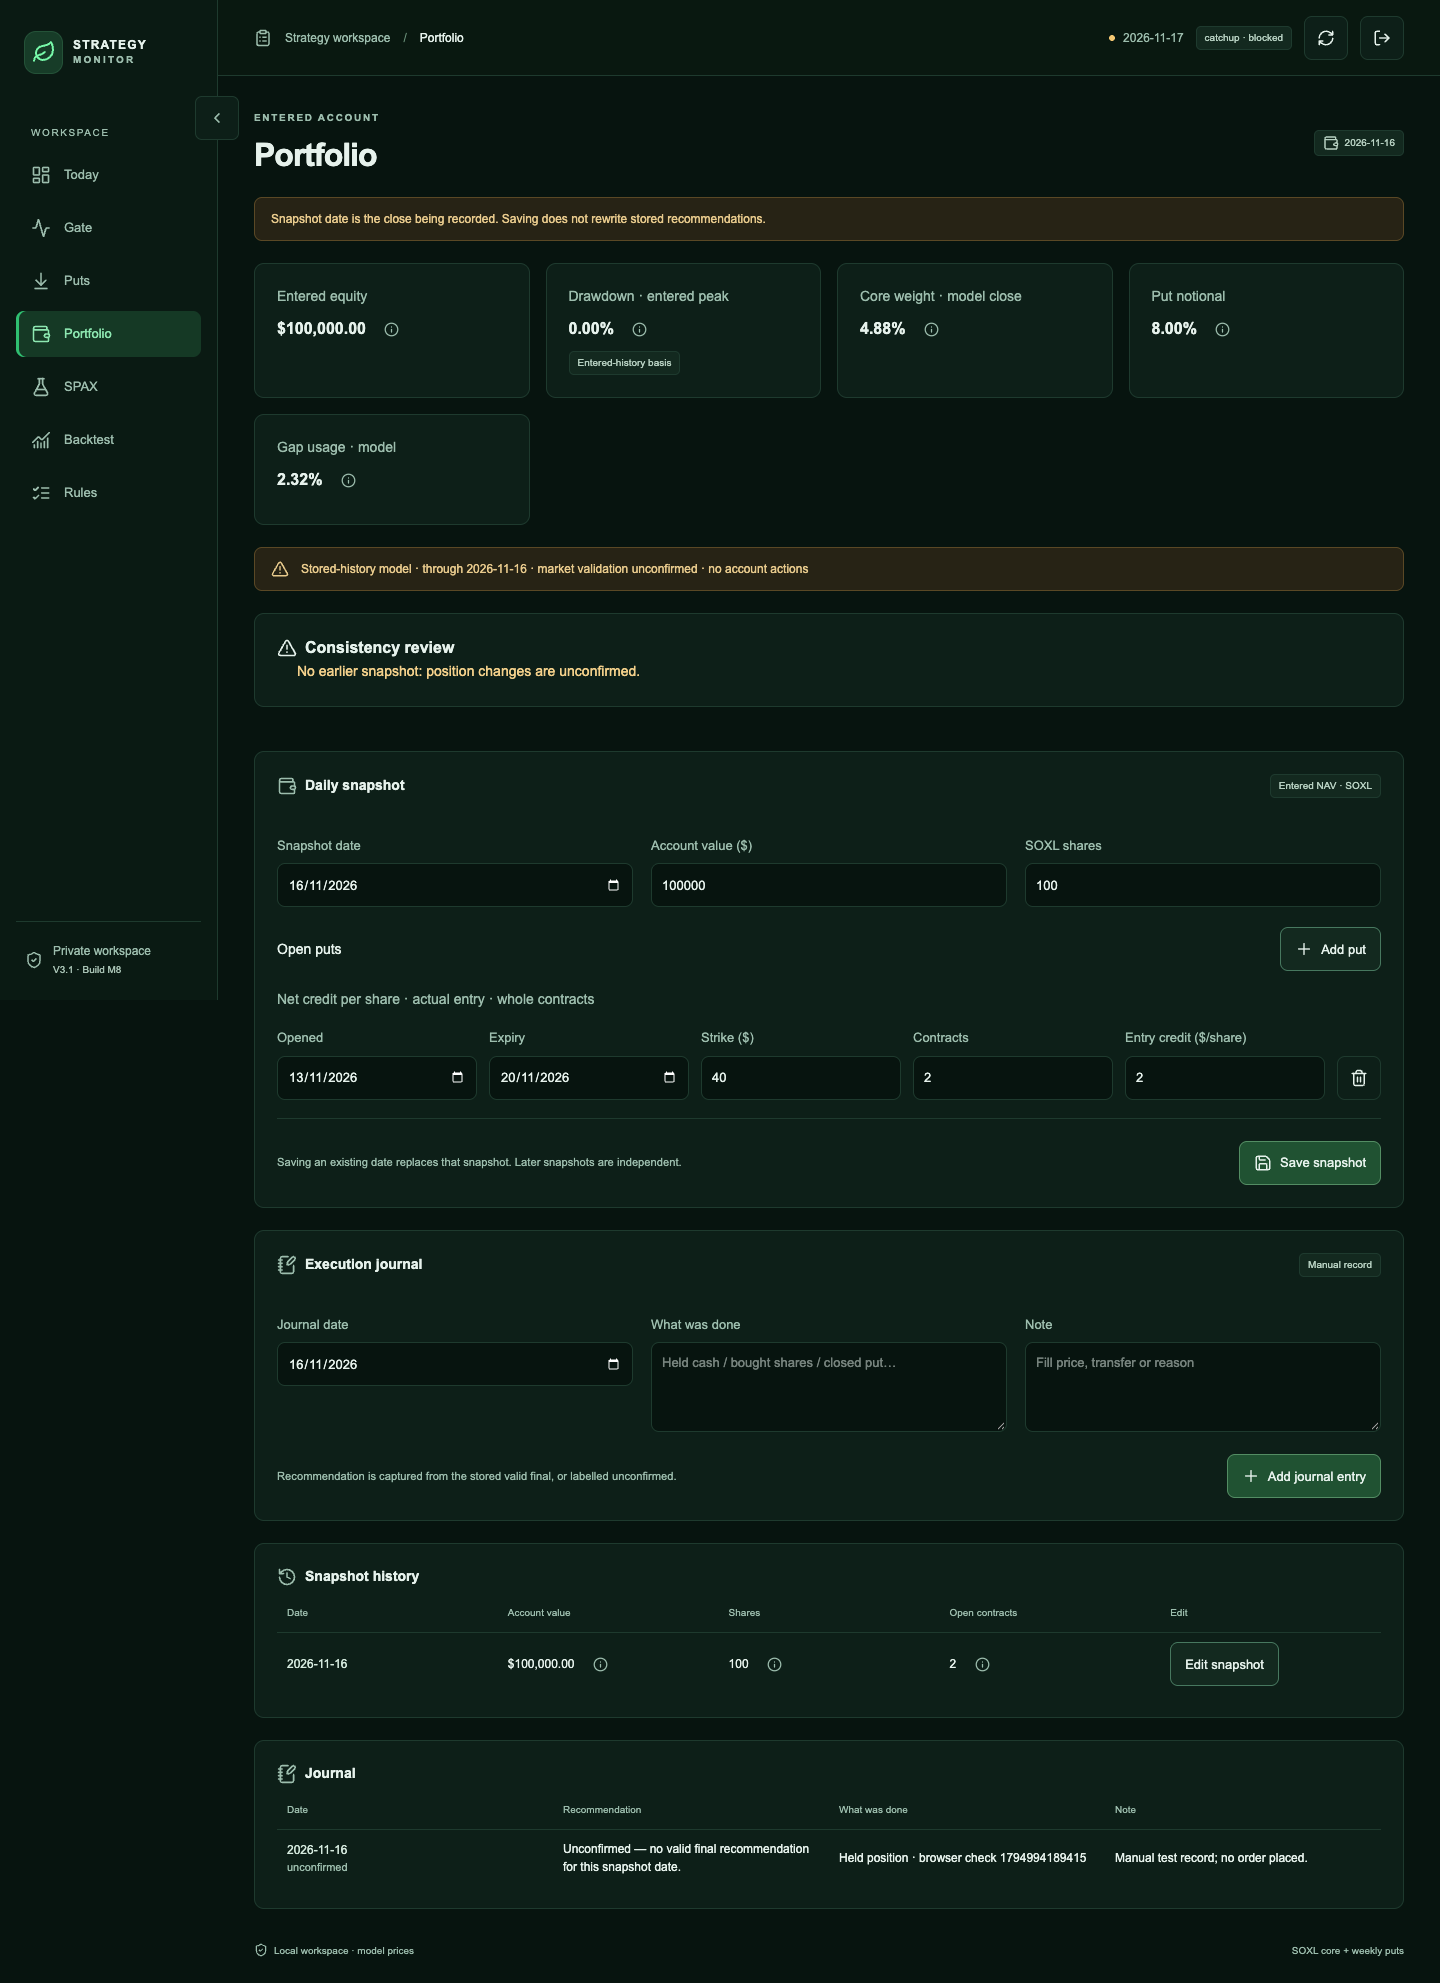 STRATEGY
MONITOR
WORKSPACE
Today
Gate
Puts
Portfolio
SPAX
Backtest
Rules
Private workspace
V3.1 · Build M8
Strategy workspace / Portfolio
2026-11-17
catchup · blocked
ENTERED ACCOUNT
Portfolio
2026-11-16
Snapshot date is the close being recorded. Saving does not rewrite stored recommendations.
Entered equity
$100,000.00
Drawdown · entered peak
0.00%
Entered-history basis
Core weight · model close
4.88%
Put notional
8.00%
Gap usage · model
2.32%
Stored-history model · through 2026-11-16 · market validation unconfirmed · no account actions
Consistency review
No earlier snapshot: position changes are unconfirmed.
Daily snapshot
Entered NAV · SOXL
Snapshot date
16/11/2026
Account value ($)
100000
SOXL shares
100
Open puts
Add put
Net credit per share · actual entry · whole contracts
Opened
13/11/2026
Expiry
20/11/2026
Strike ($)
40
Contracts
2
Entry credit ($/share)
2
Saving an existing date replaces that snapshot. Later snapshots are independent.
Save snapshot
Execution journal
Manual record
Journal date
16/11/2026
What was done
Held cash / bought shares / closed put…
Note
Fill price, transfer or reason
Recommendation is captured from the stored valid final, or labelled unconfirmed.
Add journal entry
Snapshot history
Date Account value Shares Open contracts Edit
2026-11-16 $100,000.00 100 2 Edit snapshot
Journal
Date Recommendation What was done Note
2026-11-16
unconfirmed
Unconfirmed — no valid final recommendation
for this snapshot date.
Held position · browser check 1794994189415
Manual test record; no order placed.
Local workspace · model prices
SOXL core + weekly puts